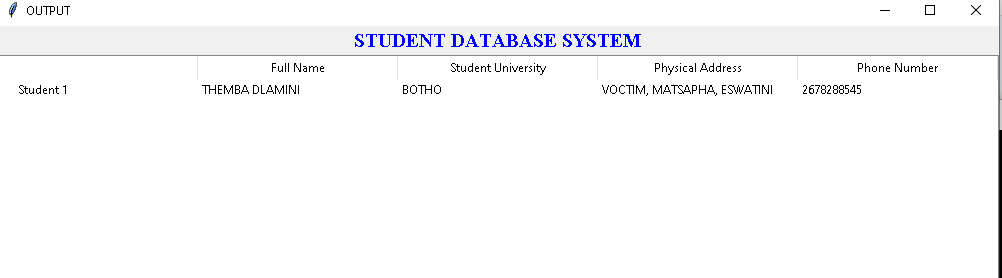 OUTPUT
STUDENT DATABASE SYSTEM
Full Name Student University Physical Address Phone Number
Student 1 THEMBA DLAMINI BOTHO VOCTIM, MATSAPHA, ESWATINI 2678288545